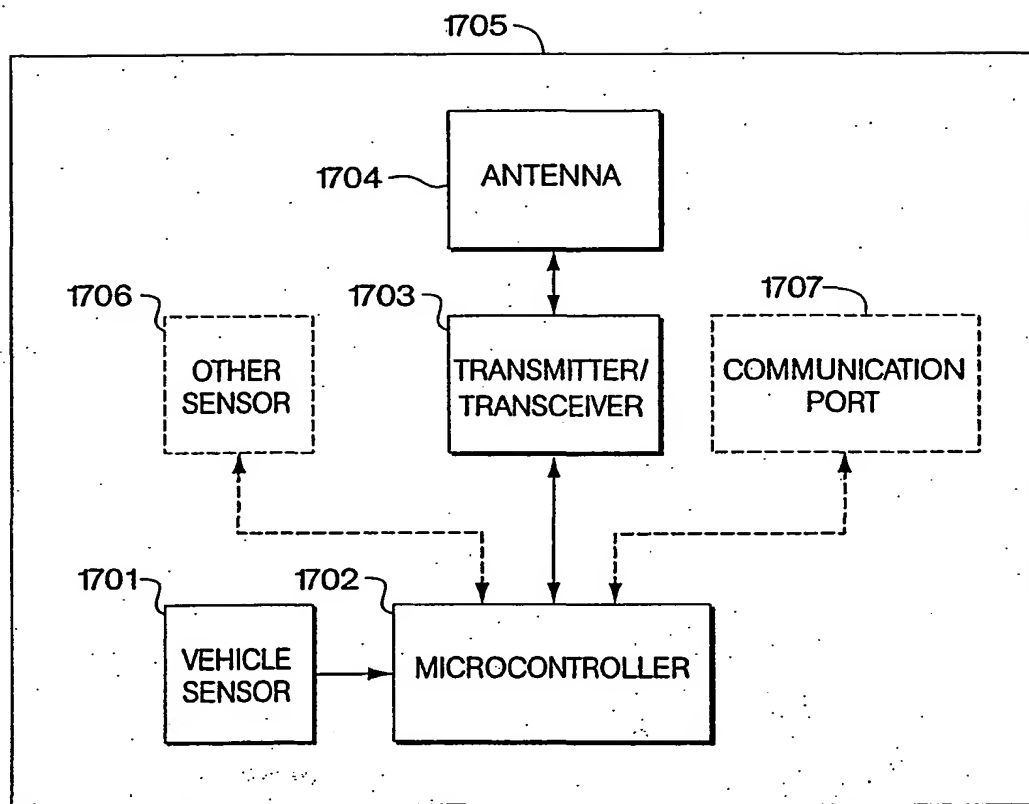 1705
1704
ANTENNA
1706
1703
1707
OTHER
SENSOR
TRANSMITTER/
TRANSCEIVER
COMMUNICATION
PORT
1701
1702
VEHICLE
SENSOR
MICROCONTROLLER